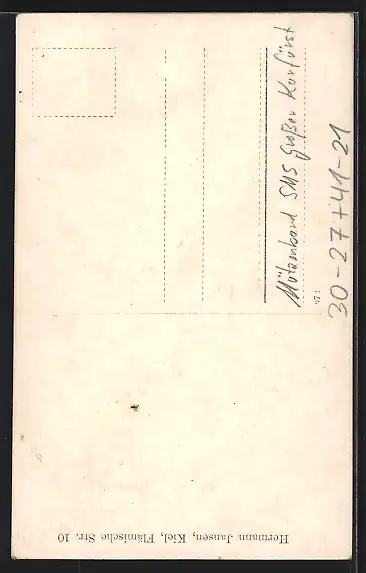 Mützenband SMS Großer Kurfürst
30-27+41-21
Hermann Jansen, Kiel, Flämische Str. 10